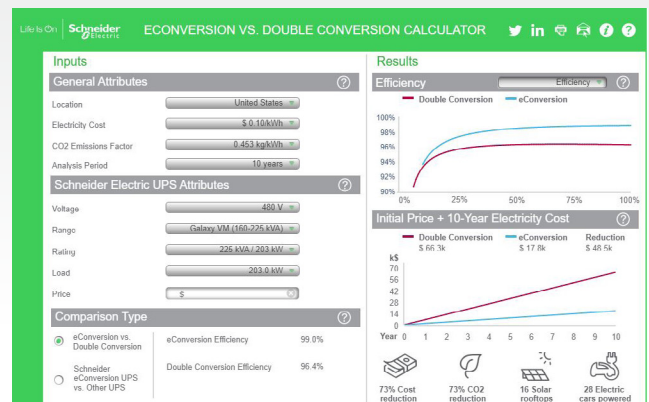 Life Is On Schneider Electric
ECONVERSION VS. DOUBLE CONVERSION CALCULATOR
Inputs
General Attributes
Location United States
Electricity Cost $ 0.10/kWh
CO2 Emissions Factor 0.453 kg/kWh
Analysis Period 10 years
Schneider Electric UPS Attributes
Voltage 480 V
Range Galaxy VM (160-225 kVA)
Rating 225 kVA / 203 kW
Load 203.0 kW
Price $
Comparison Type
eConversion vs.
Double Conversion
eConversion Efficiency 99.0%
Schneider
eConversion UPS
vs. Other UPS
Double Conversion Efficiency 96.4%
Results
Efficiency Efficiency
Double Conversion eConversion
100%
98%
96%
94%
92%
90%
0% 25% 50% 75% 100%
Initial Price + 10-Year Electricity Cost
Double Conversion eConversion Reduction
$ 66.3k $ 17.8k $ 48.5k
k$
70
56
42
28
14
0
Year 0 1 2 3 4 5 6 7 8 9 10
73% Cost
reduction
73% CO2
reduction
16 Solar
rooftops
28 Electric
cars powered